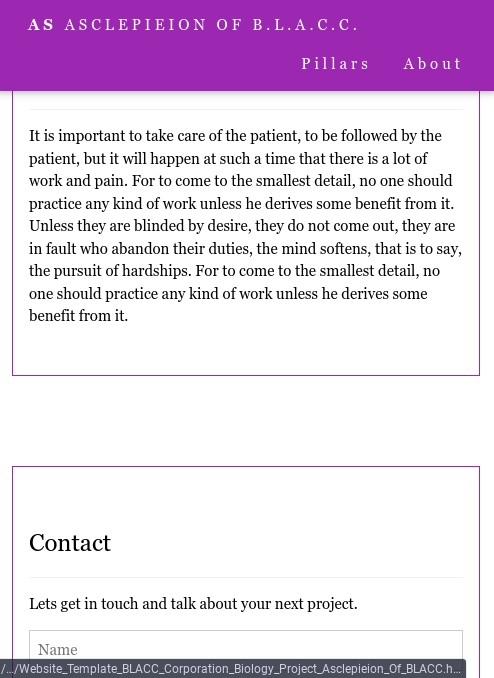 AS ASCLEPIEION OF B.L.A.C.C.
Pillars About
It is important to take care of the patient, to be followed by the
patient, but it will happen at such a time that there is a lot of
work and pain. For to come to the smallest detail, no one should
practice any kind of work unless he derives some benefit from it.
Unless they are blinded by desire, they do not come out, they are
in fault who abandon their duties, the mind softens, that is to say,
the pursuit of hardships. For to come to the smallest detail, no
one should practice any kind of work unless he derives some
benefit from it.
Contact
Lets get in touch and talk about your next project.
Name
/.../Website_Template_BLACC_Corporation_Biology_Project_Asclepieion_Of_BLACC.h...